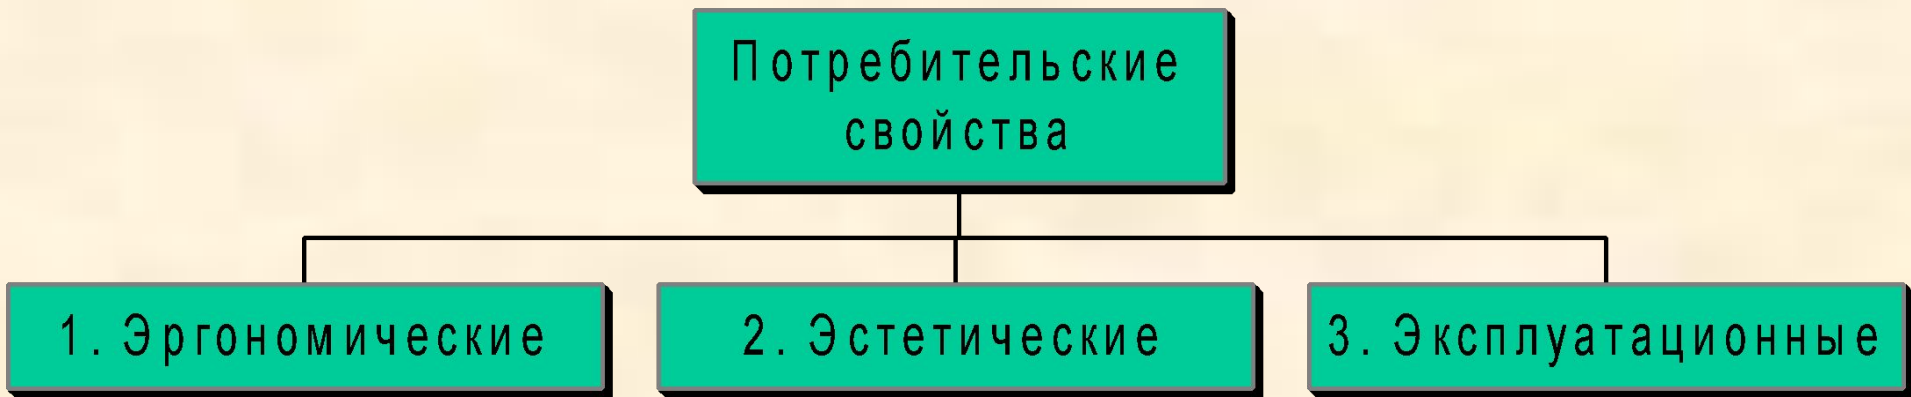 Потребительские
свойства
1. Эргономические
2. Эстетические
3. Эксплуатационные